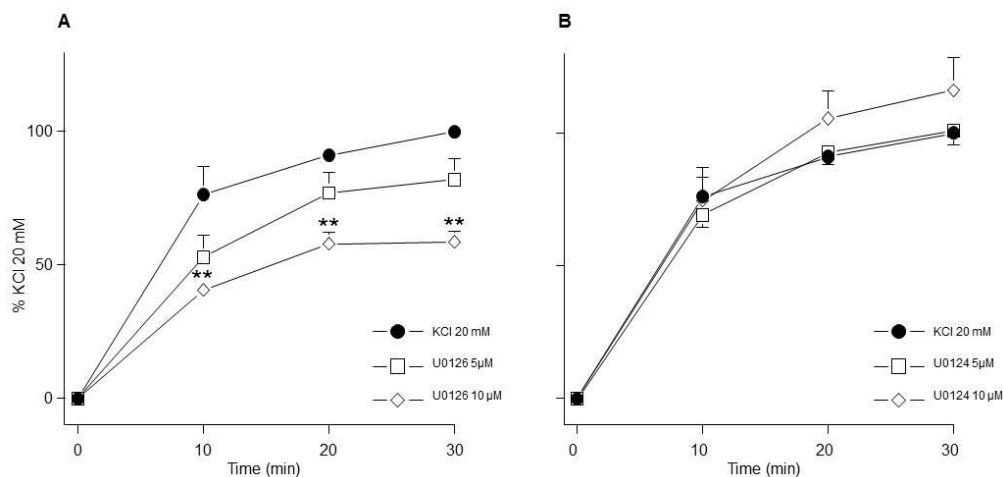 A
B
100
50
0
% KCl 20 mM
**
**
**
KCl 20 mM
U0126 5µM
U0126 10 µM
KCl 20 mM
U0124 5µM
U0124 10 µM
0
10
20
30
0
10
20
30
Time (min)
Time (min)